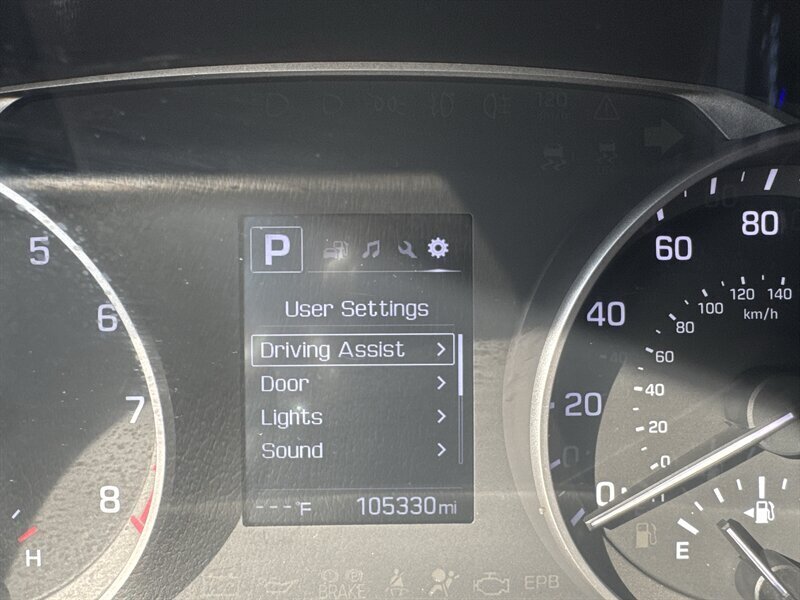 5
6
7
8
H
P
User Settings
Driving Assist
Door
Lights
Sound
---°F
105330mi
80
60
40
20
0
140
120
100
80
60
40
20
0
km/h
E
BRAKE
EPB